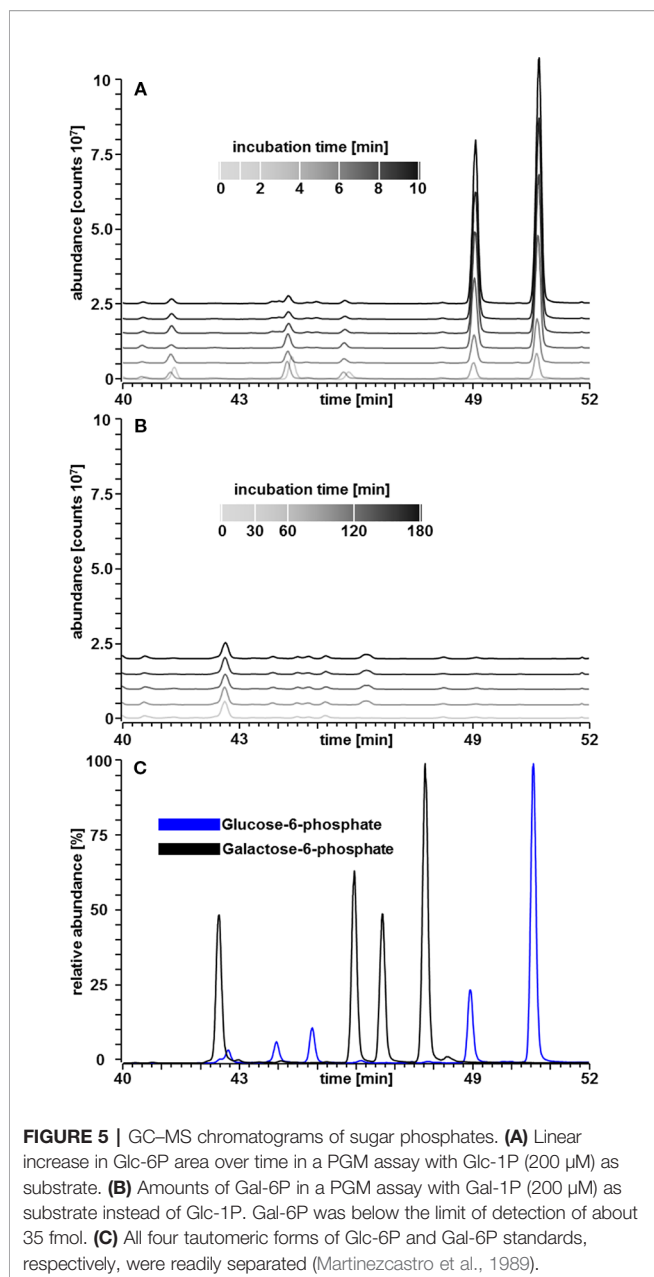 10
A
abundance [counts 10⁷]
7.5
5.0
2.5
0
incubation time [min]
0 2 4 6 8 10
40 43 time [min] 49 52
10
B
abundance [counts 10⁷]
7.5
5.0
2.5
0
incubation time [min]
0 30 60 120 180
40 43 time [min] 49 52
100
C
relative abundance [%]
75
50
25
0
Glucose-6-phosphate
Galactose-6-phosphate
40 43 time [min] 49 52
FIGURE 5 | GC–MS chromatograms of sugar phosphates. (A) Linear
increase in Glc-6P area over time in a PGM assay with Glc-1P (200 µM) as
substrate. (B) Amounts of Gal-6P in a PGM assay with Gal-1P (200 µM) as
substrate instead of Glc-1P. Gal-6P was below the limit of detection of about
35 fmol. (C) All four tautomeric forms of Glc-6P and Gal-6P standards,
respectively, were readily separated (Martinezcastro et al., 1989).